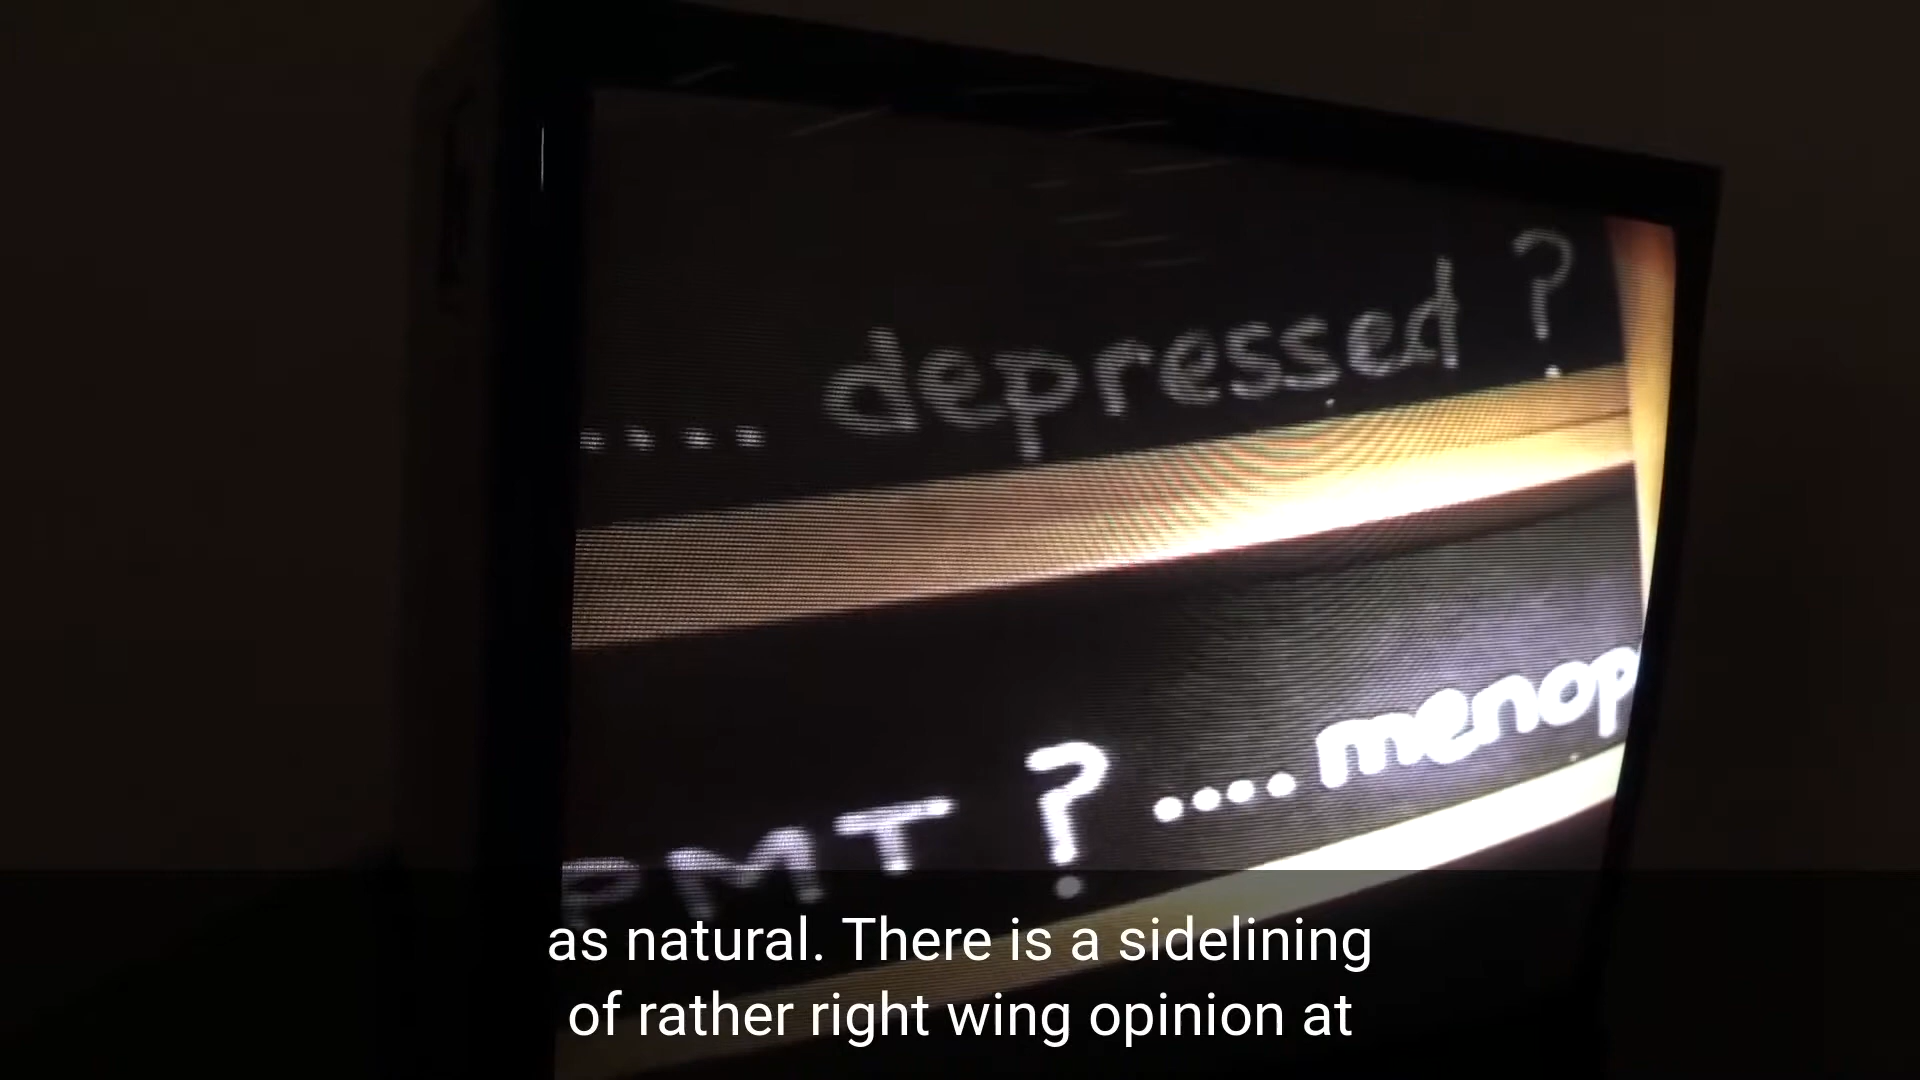 .... depressed ?
PMT ? .... menop
as natural. There is a sidelining
of rather right wing opinion at